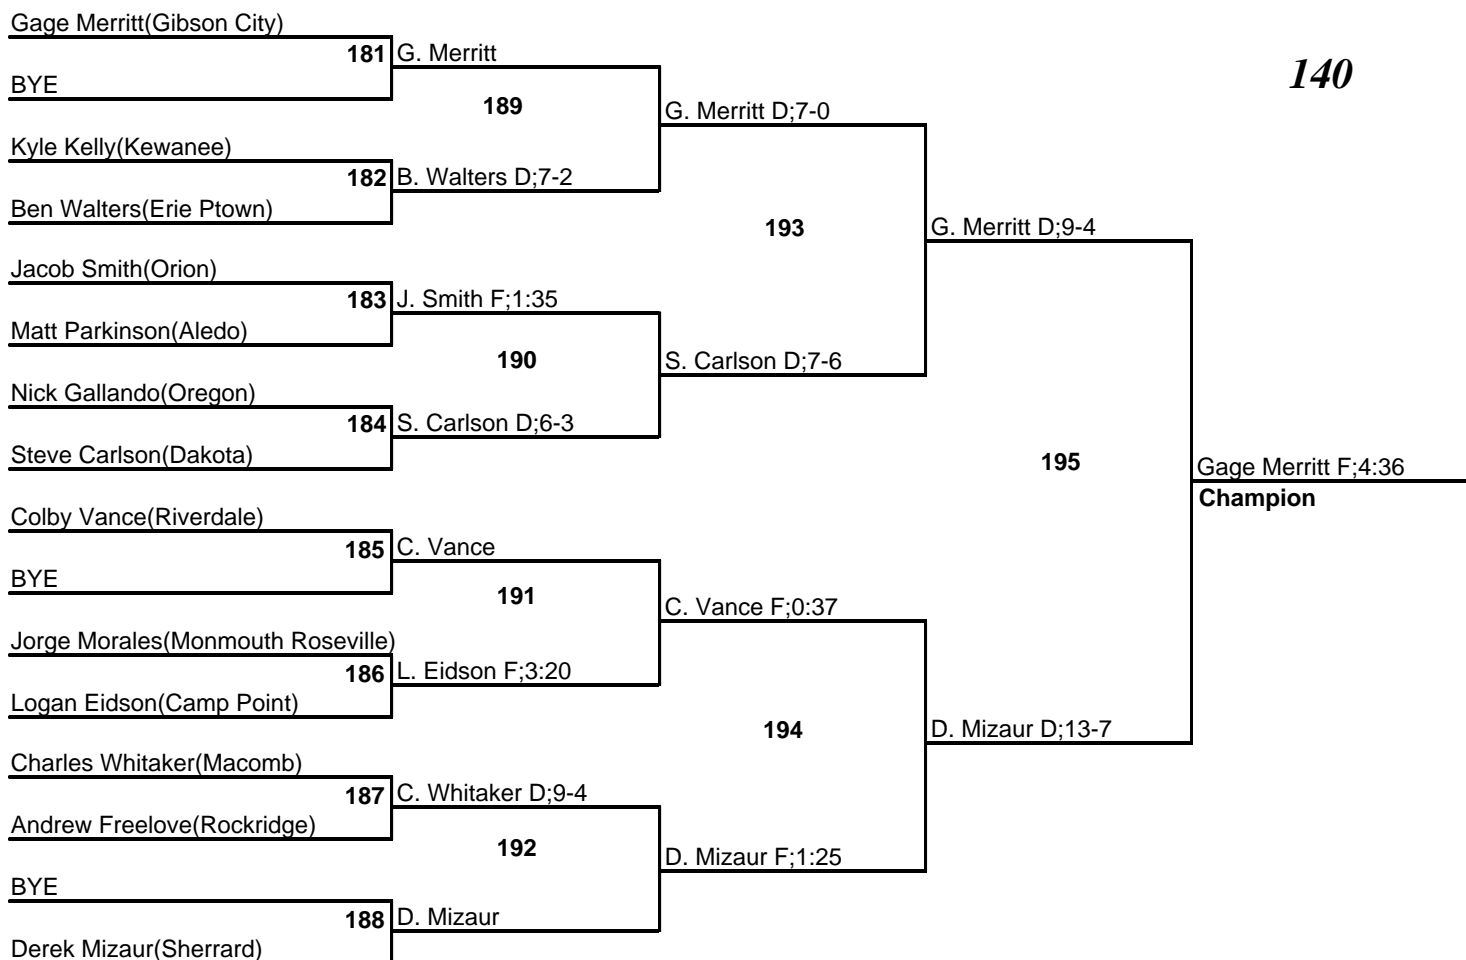 Gage Merritt(Gibson City)
181 G. Merritt
140
BYE
189
G. Merritt D;7-0
Kyle Kelly(Kewanee)
182 B. Walters D;7-2
Ben Walters(Erie Ptown)
193
G. Merritt D;9-4
Jacob Smith(Orion)
183 J. Smith F;1:35
Matt Parkinson(Aledo)
190
S. Carlson D;7-6
Nick Gallando(Oregon)
184 S. Carlson D;6-3
Steve Carlson(Dakota)
195
Gage Merritt F;4:36
Champion
Colby Vance(Riverdale)
185 C. Vance
BYE
191
C. Vance F;0:37
Jorge Morales(Monmouth Roseville)
186 L. Eidson F;3:20
Logan Eidson(Camp Point)
194
D. Mizaur D;13-7
Charles Whitaker(Macomb)
187 C. Whitaker D;9-4
Andrew Freelove(Rockridge)
192
D. Mizaur F;1:25
BYE
188 D. Mizaur
Derek Mizaur(Sherrard)